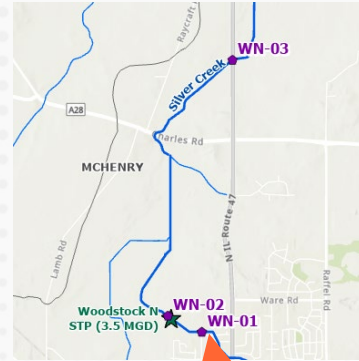 Raycraft
WN-03
Silver Creek
A28
Charles Rd
MCHENRY
N IL Route 47
Lamb Rd
Raffel Rd
Ware Rd
Woodstock N
STP (3.5 MGD)
WN-02
WN-01